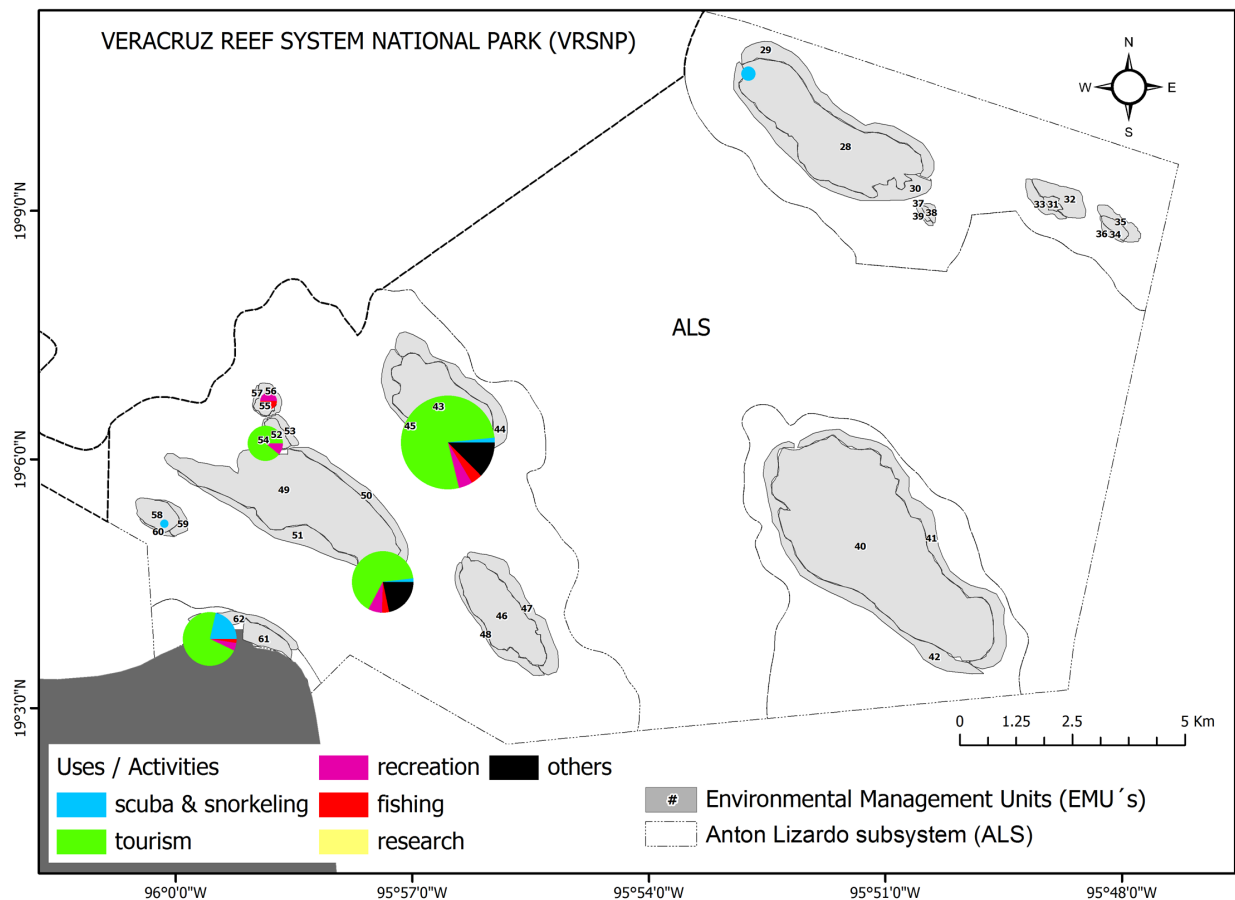 VERACRUZ REEF SYSTEM NATIONAL PARK (VRSNP)
N
W E
S
29
28
30
37
38
39
33 31 32
35
36 34
19°9'0"N
ALS
57 56
55
43
45
44
54 52 53
19°6'0"N
49
50
51
58
59
60
41
40
42
46
47
48
62
61
19°3'0"N
0 1.25 2.5 5 Km
Uses / Activities
scuba & snorkeling
tourism
recreation
fishing
research
others
# Environmental Management Units (EMU´s)
Anton Lizardo subsystem (ALS)
96°0'0"W 95°57'0"W 95°54'0"W 95°51'0"W 95°48'0"W